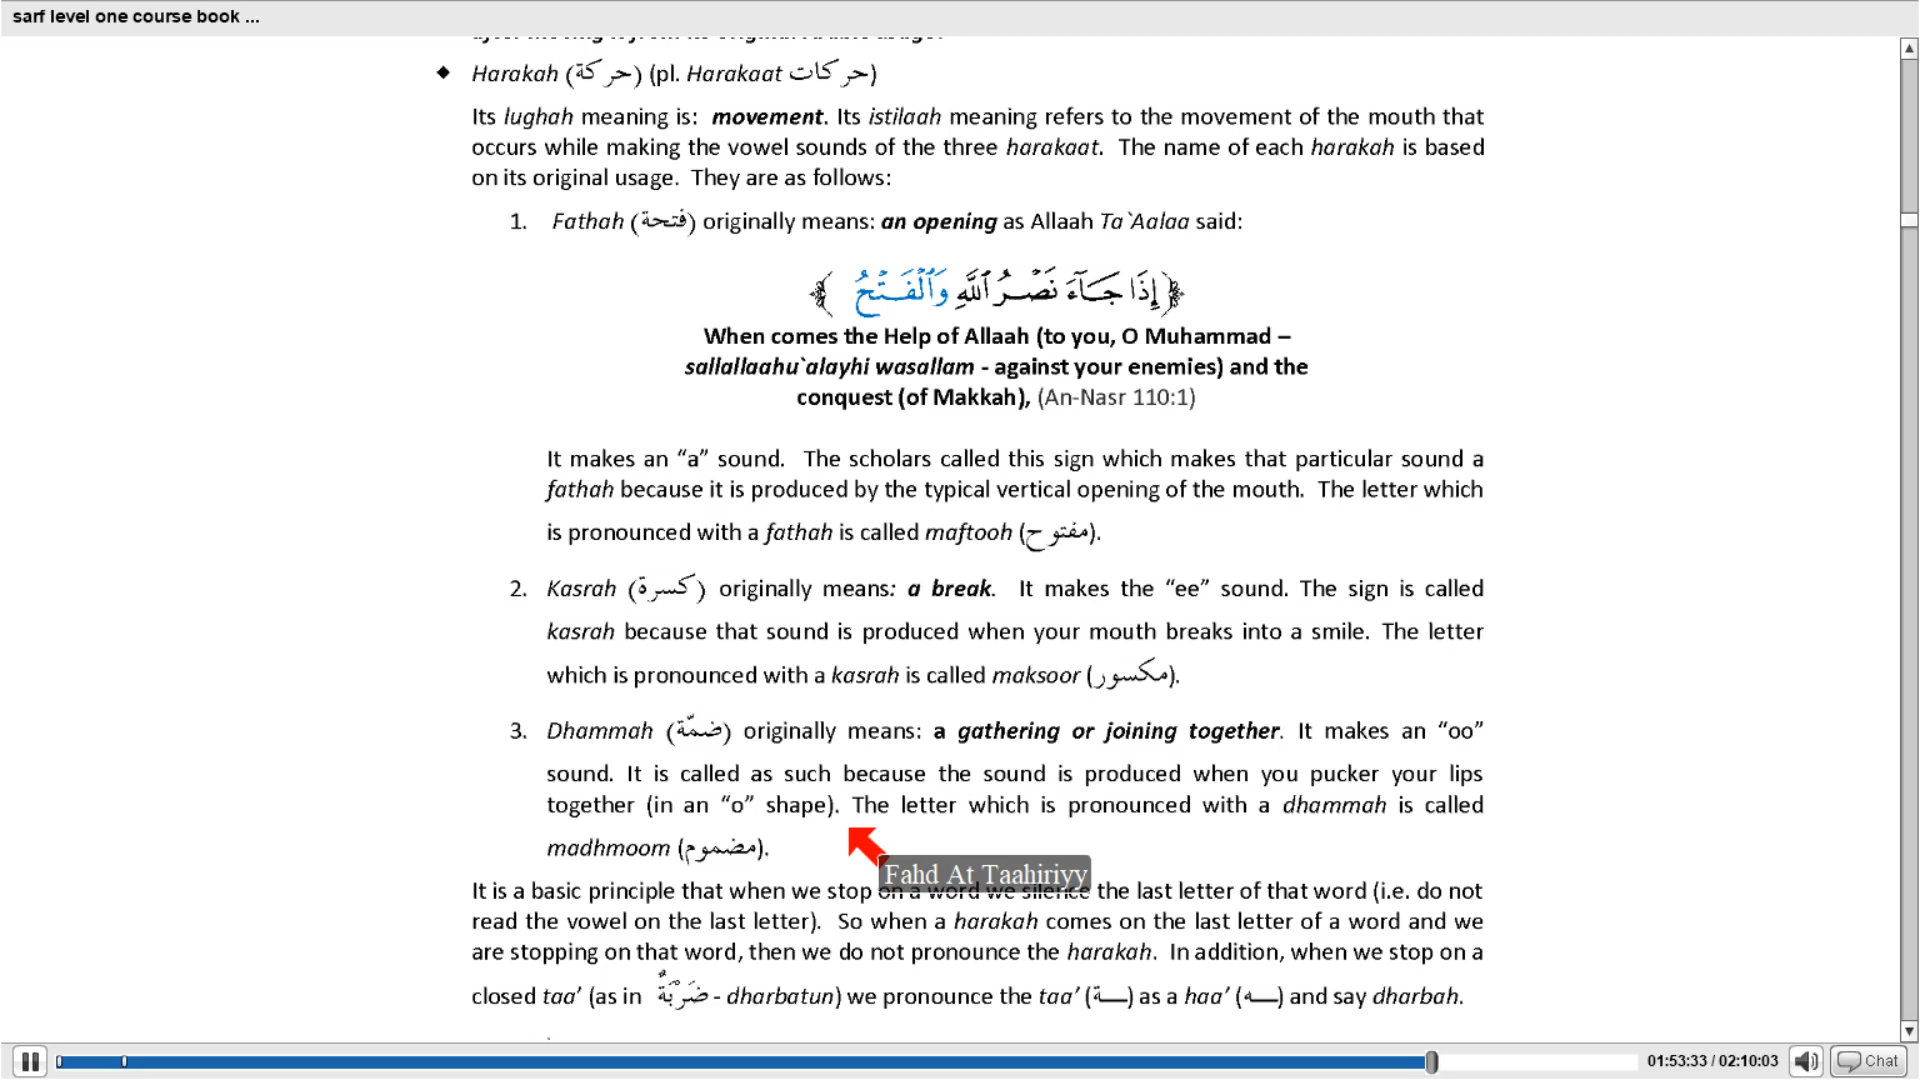 sarf level one course book ...
◆ Harakah (حركة) (pl. Harakaat حركات)
Its lughah meaning is: movement. Its istilaah meaning refers to the movement of the mouth that
occurs while making the vowel sounds of the three harakaat. The name of each harakah is based
on its original usage. They are as follows:
1. Fathah (فتحة) originally means: an opening as Allaah Ta`Aalaa said:
﴿إِذَا جَآءَ نَصْرُ ٱللَّهِ وَٱلْفَتْحُ ﴾
When comes the Help of Allaah (to you, O Muhammad –
sallallaahu`alayhi wasallam - against your enemies) and the
conquest (of Makkah), (An-Nasr 110:1)
It makes an “a” sound. The scholars called this sign which makes that particular sound a
fathah because it is produced by the typical vertical opening of the mouth. The letter which
is pronounced with a fathah is called maftooh (مفتوح).
2. Kasrah (كسرة) originally means: a break. It makes the “ee” sound. The sign is called
kasrah because that sound is produced when your mouth breaks into a smile. The letter
which is pronounced with a kasrah is called maksoor (مكسور).
3. Dhammah (ضمّة) originally means: a gathering or joining together. It makes an “oo”
sound. It is called as such because the sound is produced when you pucker your lips
together (in an “o” shape). The letter which is pronounced with a dhammah is called
madhmoom (مضموم).
Fahd At Taahiriyy
It is a basic principle that when we stop on a word we silence the last letter of that word (i.e. do not
read the vowel on the last letter). So when a harakah comes on the last letter of a word and we
are stopping on that word, then we do not pronounce the harakah. In addition, when we stop on a
closed taa’ (as in ضَرْبَةٌ - dharbatun) we pronounce the taa’ (ـــة) as a haa’ (ـــه) and say dharbah.
01:53:33 / 02:10:03 Chat